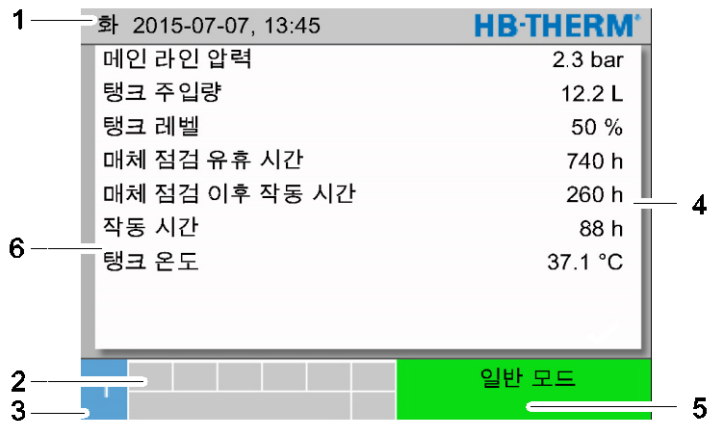 1 화 2015-07-07, 13:45 HB-THERM®
메인 라인 압력 2.3 bar
탱크 주입량 12.2 L
탱크 레벨 50 %
매체 점검 유휴 시간 740 h
매체 점검 이후 작동 시간 260 h
4
작동 시간 88 h
6
탱크 온도 37.1 °C
2 일반 모드
3 5